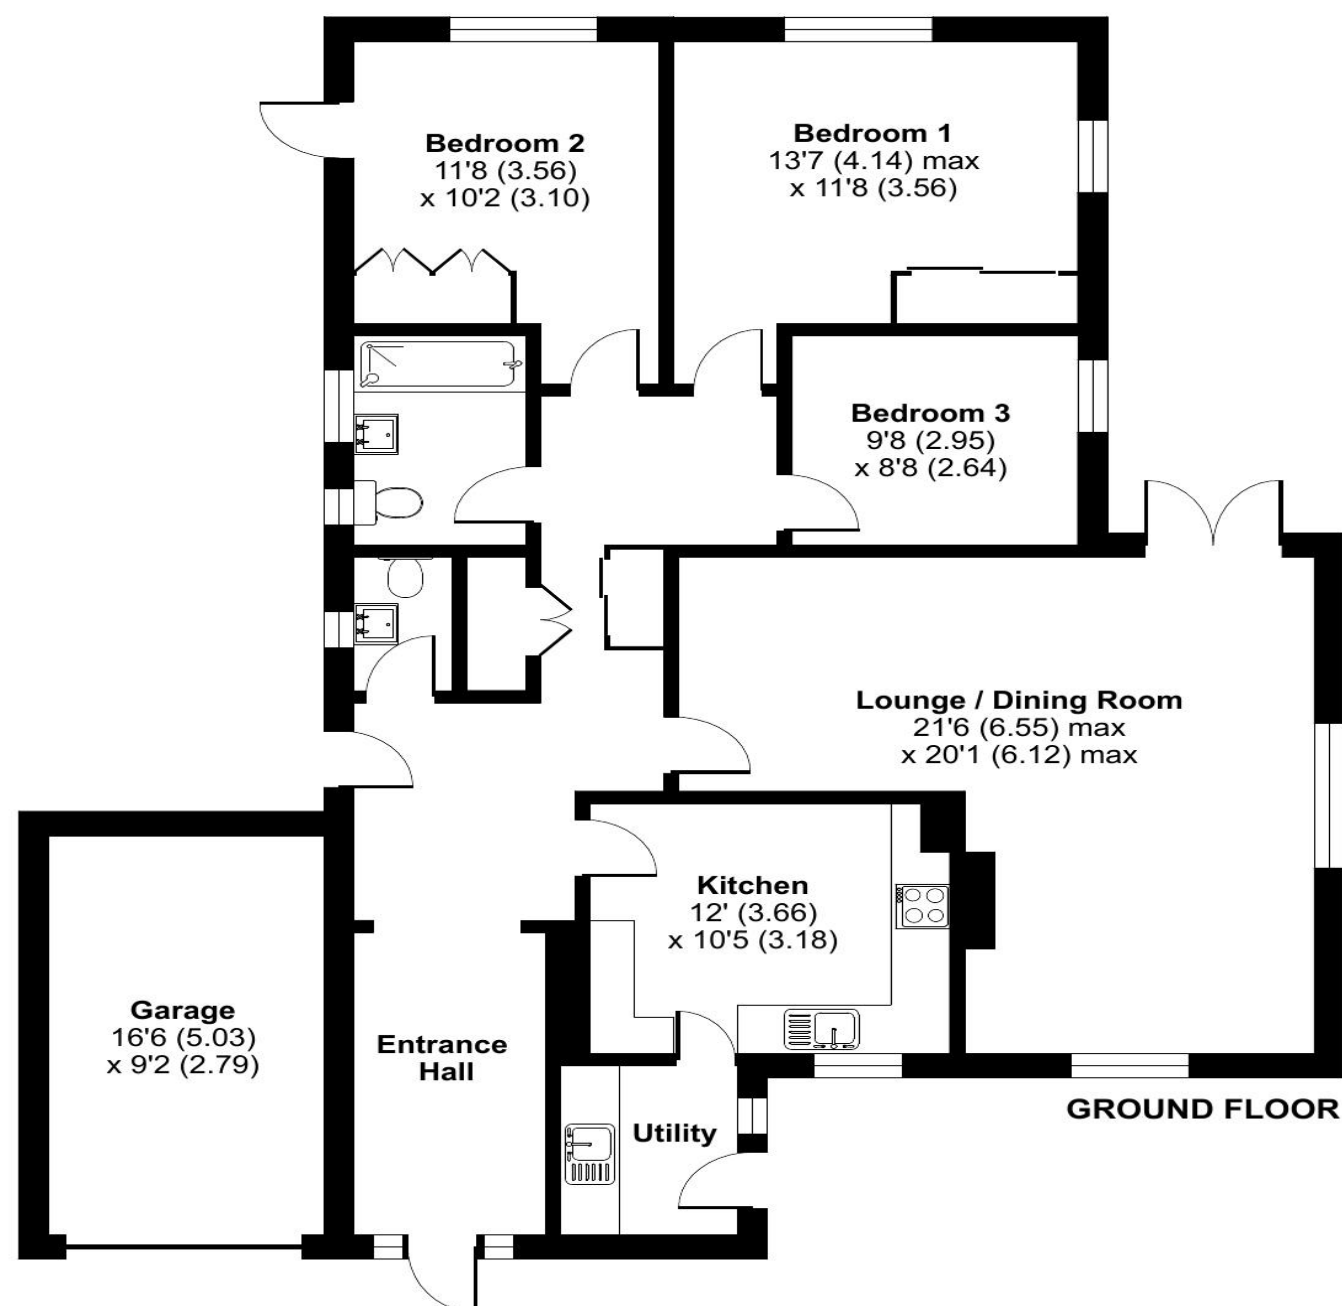 Bedroom 2
11'8 (3.56)
x 10'2 (3.10)
Bedroom 1
13'7 (4.14) max
x 11'8 (3.56)
Bedroom 3
9'8 (2.95)
x 8'8 (2.64)
Lounge / Dining Room
21'6 (6.55) max
x 20'1 (6.12) max
Kitchen
12' (3.66)
x 10'5 (3.18)
Garage
16'6 (5.03)
x 9'2 (2.79)
Entrance
Hall
Utility
GROUND FLOOR